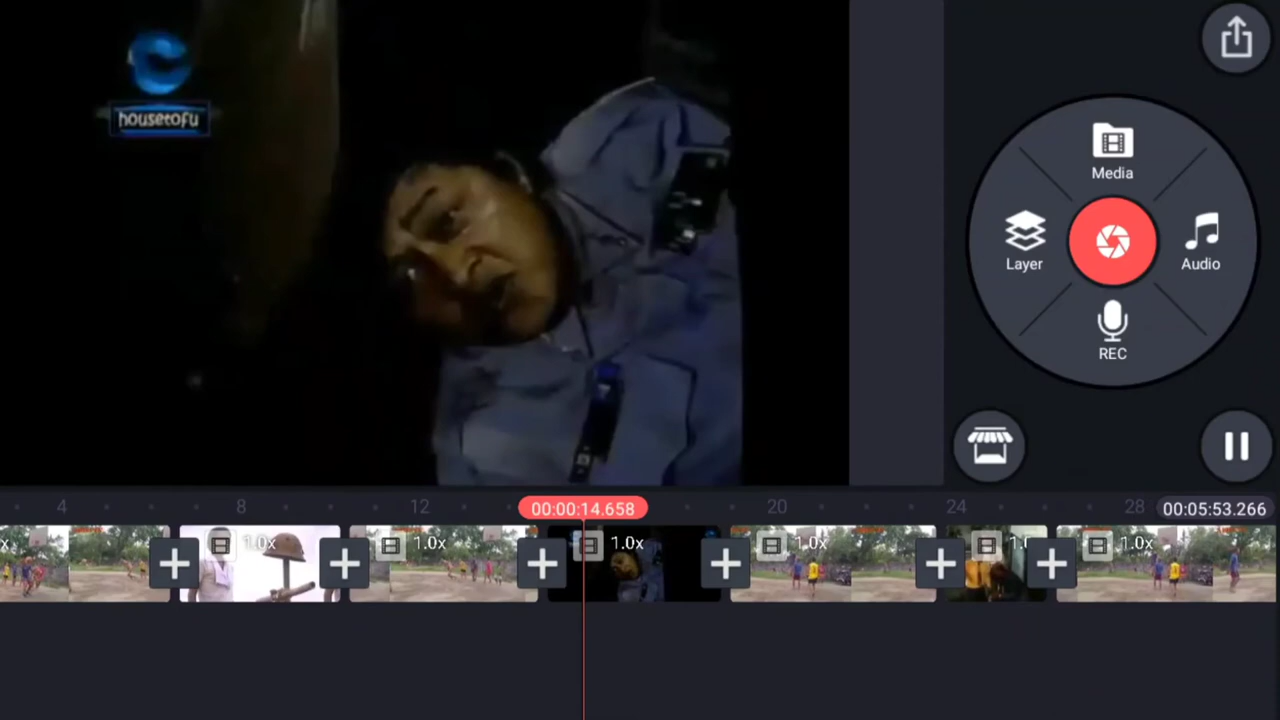 housetofu
Media
Layer
Audio
REC
4
8
12
00:00:14.658
20
24
28
00:05:53.266
x
1.0x
1.0x
1.0x
1.0x
1.0x